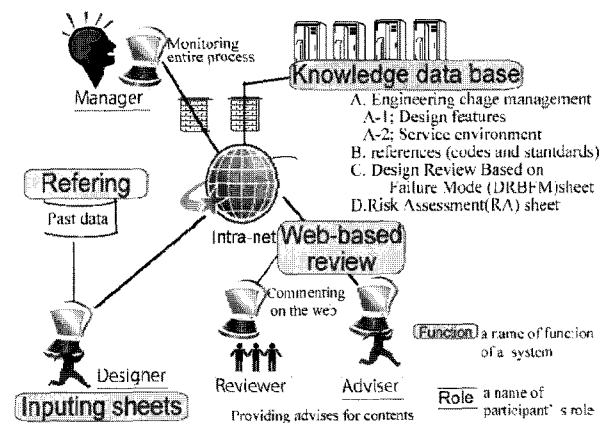 Monitoring
entire process
Manager
Knowledge data base
A. Engineering chage management
A-1; Design features
A-2; Service environment
B. references (codes and standards)
C. Design Review Based on
Failure Mode (DRBFM)sheet
D.Risk Assessment(RA) sheet
Refering
Past data
Intra-net
Web-based
review
Commenting
on the web
Designer
Inputing sheets
Reviewer
Adviser
Providing advises for contents
Function a name of function
of a system
Role a name of
participant's role